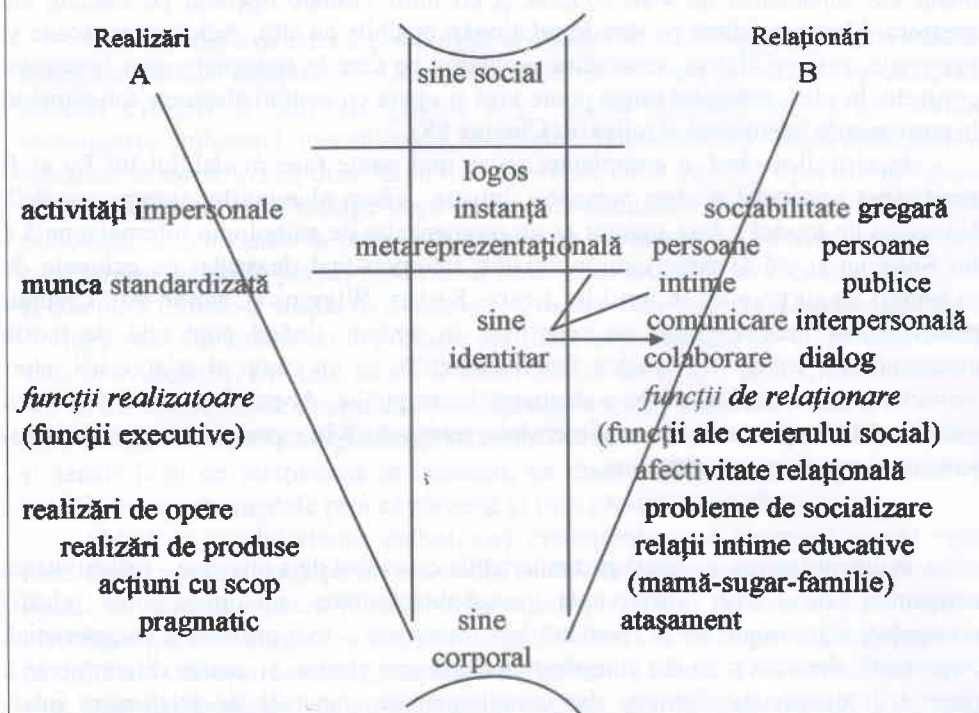 Realizări
A
activități impersonale
munca standardizată
funcții realizatoare
(funcții executive)
realizări de opere
realizări de produse
acțiuni cu scop
pragmatic
sine social
logos
instanță
metereprezentațională
sine
identitar
sine
corporal
Relaționări
B
sociabilitate gregară
persoane persoane
intime publice
comunicare interpersonală
colaborare dialog
funcții de relaționare
(funcții ale creierului social)
afectivitate relațională
probleme de socializare
relații intime educative
(mamă-sugar-familie)
atașament